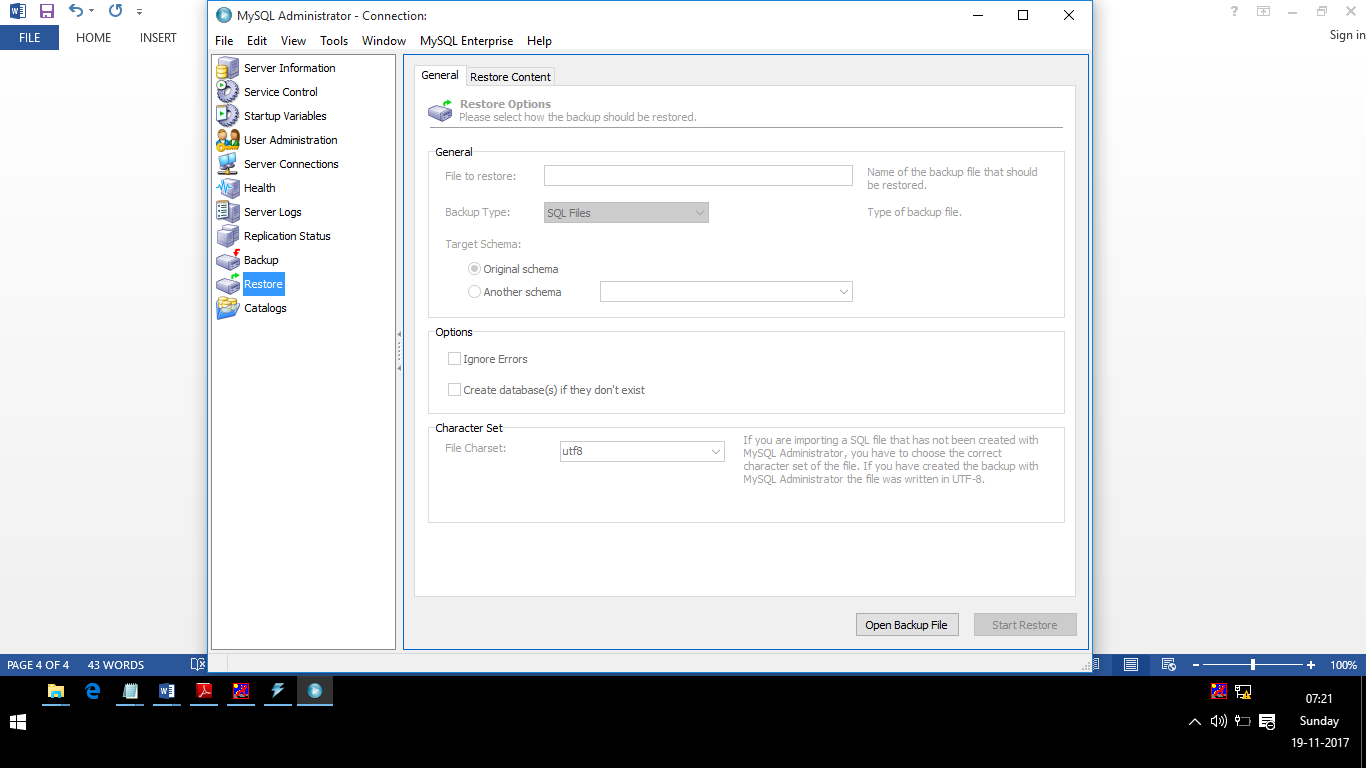 MySQL Administrator - Connection:
FILE HOME INSERT
Sign in
File Edit View Tools Window MySQL Enterprise Help
Server Information
Service Control
Startup Variables
User Administration
Server Connections
Health
Server Logs
Replication Status
Backup
Restore
Catalogs
General Restore Content
Restore Options
Please select how the backup should be restored.
General
File to restore:
Name of the backup file that should
be restored.
Backup Type: SQL Files Type of backup file.
Target Schema:
Original schema
Another schema
Options
Ignore Errors
Create database(s) if they don't exist
Character Set
File Charset: utf8
If you are importing a SQL file that has not been created with
MySQL Administrator, you have to choose the correct
character set of the file. If you have created the backup with
MySQL Administrator the file was written in UTF-8.
Open Backup File Start Restore
PAGE 4 OF 4 43 WORDS 100%
07:21
Sunday
19-11-2017